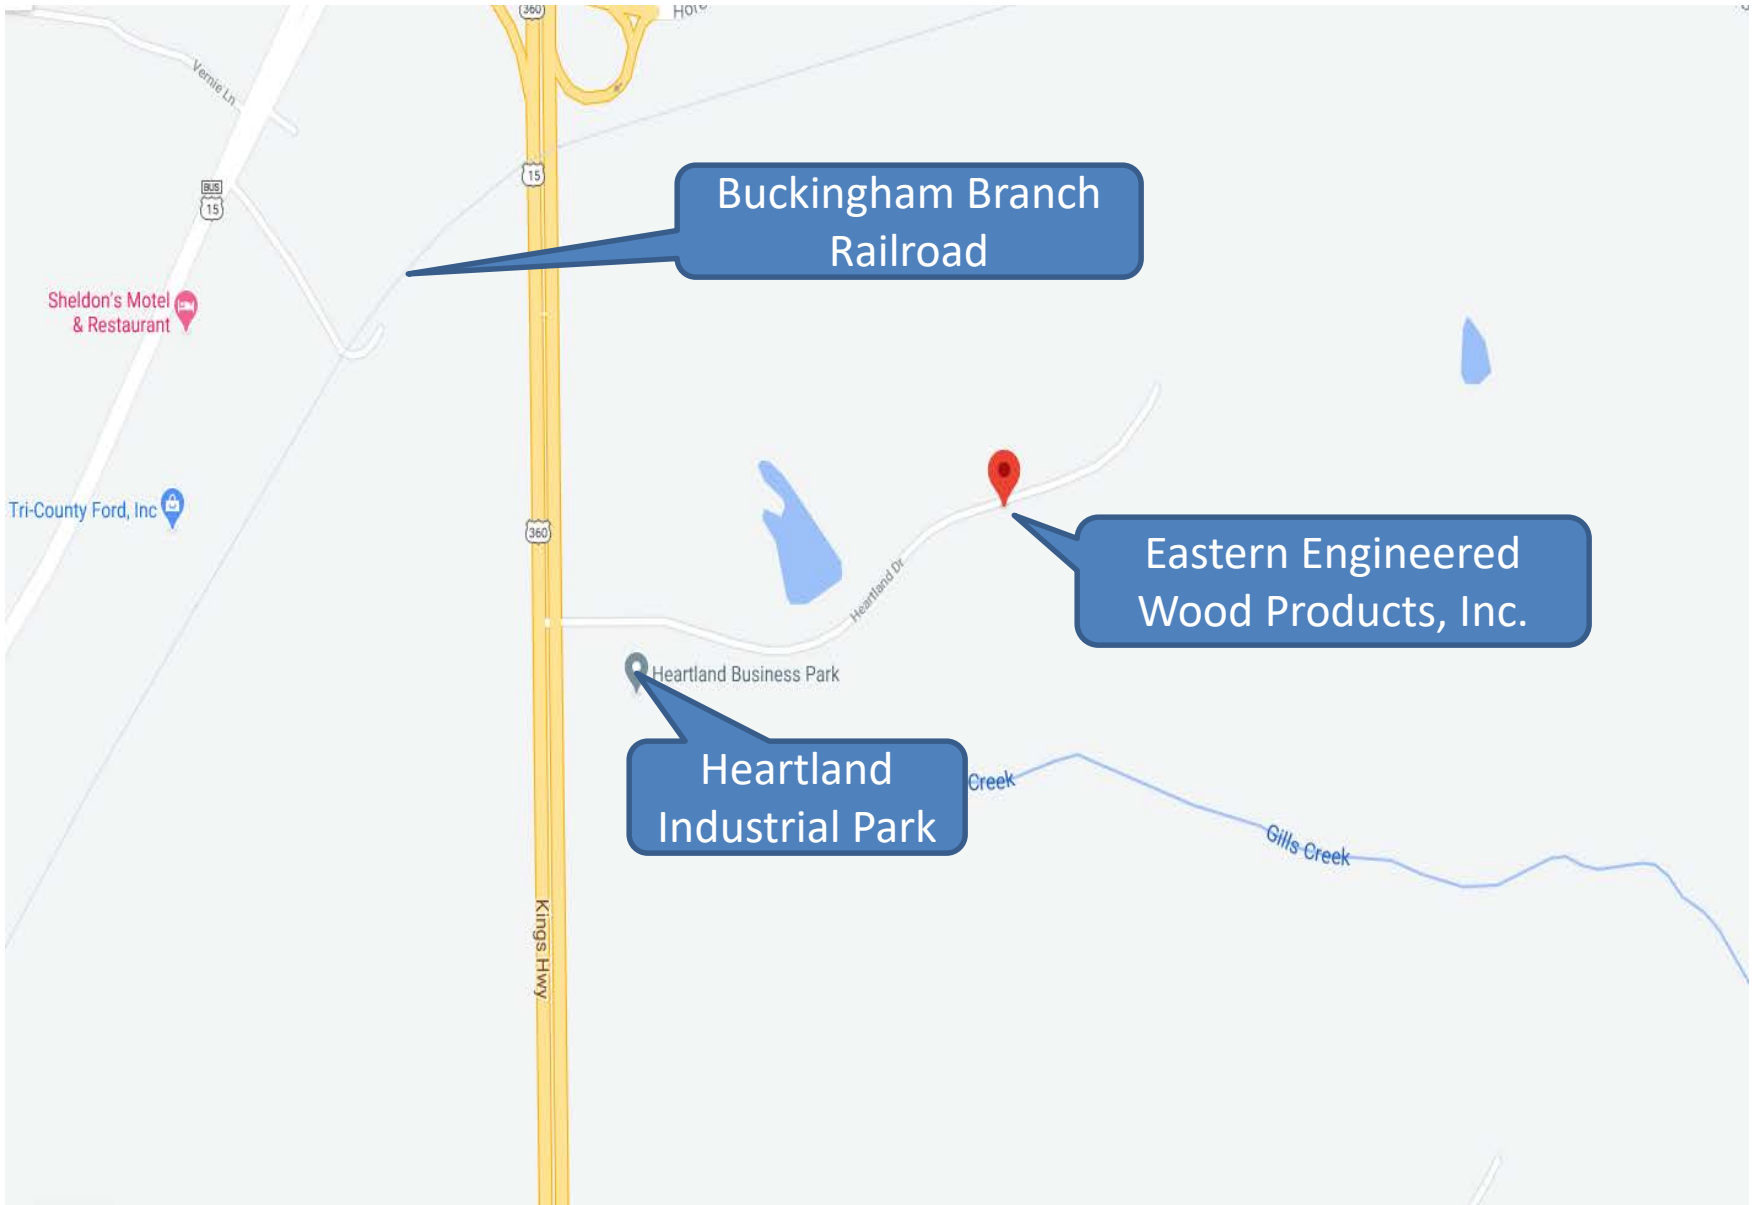 360
Vernie Ln
15
BUS
15
Buckingham Branch
Railroad
Sheldon's Motel
& Restaurant
Tri-County Ford, Inc
360
Eastern Engineered
Wood Products, Inc.
Heartland Dr
Heartland Business Park
Heartland
Industrial Park
Creek
Gills Creek
Kings Hwy